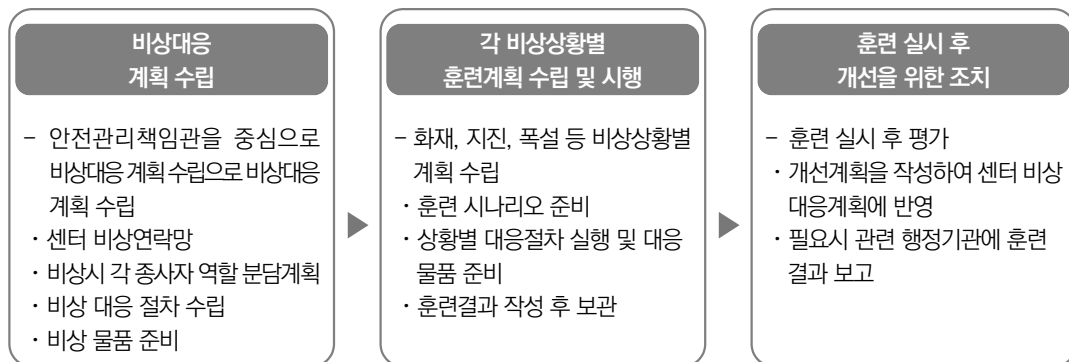 비상대응
계획 수립
– 안전관리책임관을 중심으로
비상대응 계획 수립으로 비상대응
계획 수립
· 센터 비상연락망
· 비상시 각 종사자 역할 분담계획
· 비상 대응 절차 수립
· 비상 물품 준비
각 비상상황별
훈련계획 수립 및 시행
– 화재, 지진, 폭설 등 비상상황별
계획 수립
· 훈련 시나리오 준비
· 상황별 대응절차 실행 및 대응
물품 준비
· 훈련결과 작성 후 보관
훈련 실시 후
개선을 위한 조치
– 훈련 실시 후 평가
· 개선계획을 작성하여 센터 비상
대응계획에 반영
· 필요시 관련 행정기관에 훈련
결과 보고